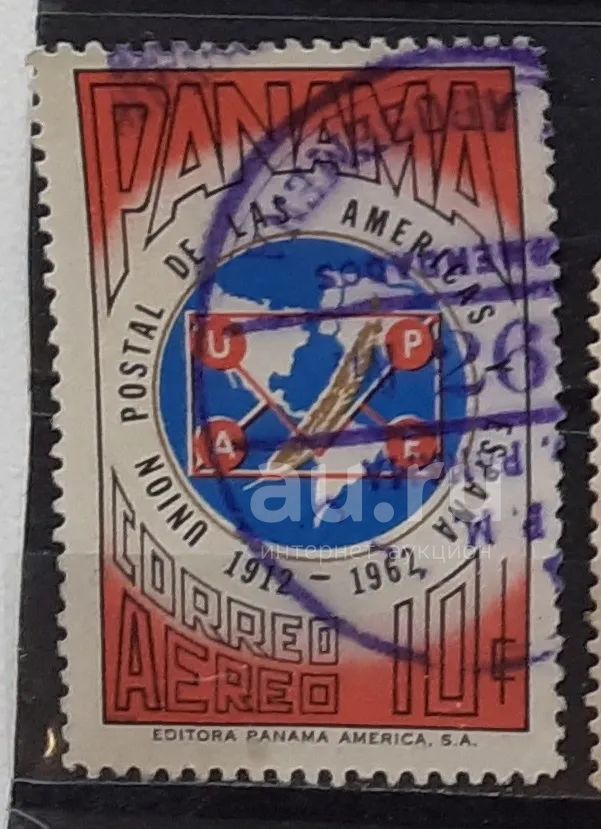 PANAMA
UNION POSTAL DE LAS AMERICAS Y ESPAÑA
U P
A E
1912 - 1962
CORREO
AEREO 10¢
EDITORA PANAMA AMERICA, S.A.
26
P. M.
au.ru
интернет аукцион